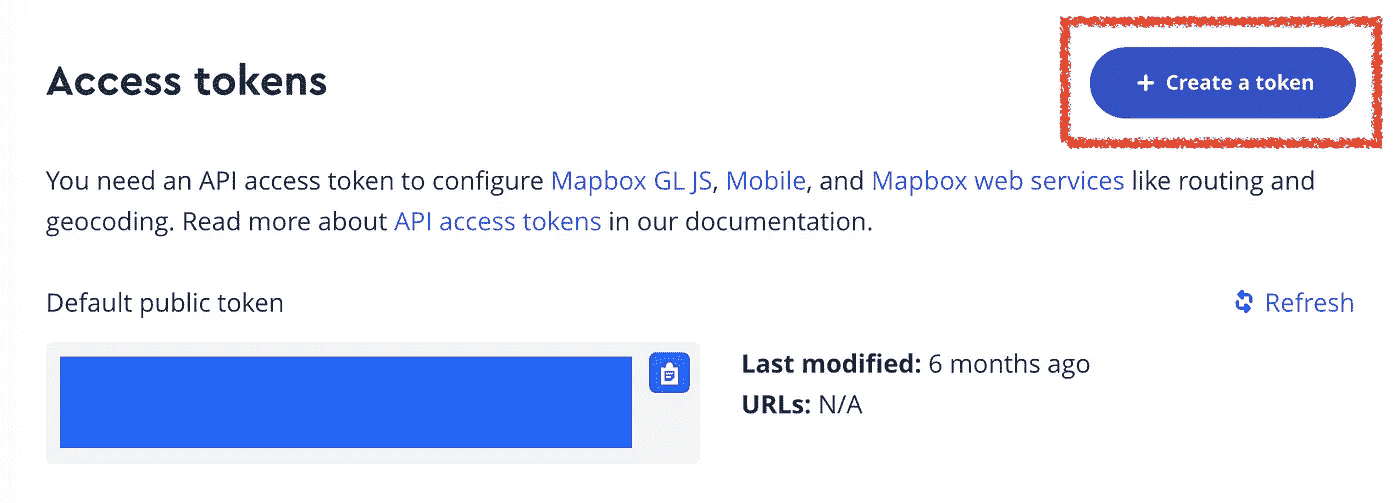 Access tokens
+ Create a token
You need an API access token to configure Mapbox GL JS, Mobile, and Mapbox web services like routing and
geocoding. Read more about API access tokens in our documentation.
Default public token
Refresh
Last modified: 6 months ago
URLs: N/A